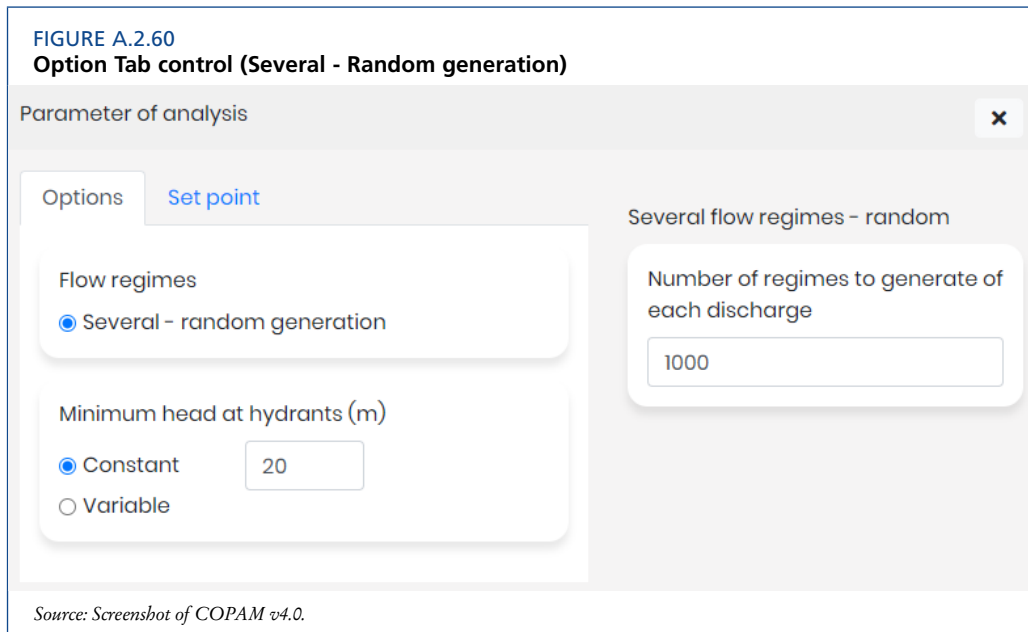 FIGURE A.2.60
Option Tab control (Several - Random generation)
Parameter of analysis
Options
Set point
Flow regimes
Several - random generation
Minimum head at hydrants (m)
Constant
20
Variable
Several flow regimes - random
Number of regimes to generate of
each discharge
1000
Source: Screenshot of COPAM v4.0.